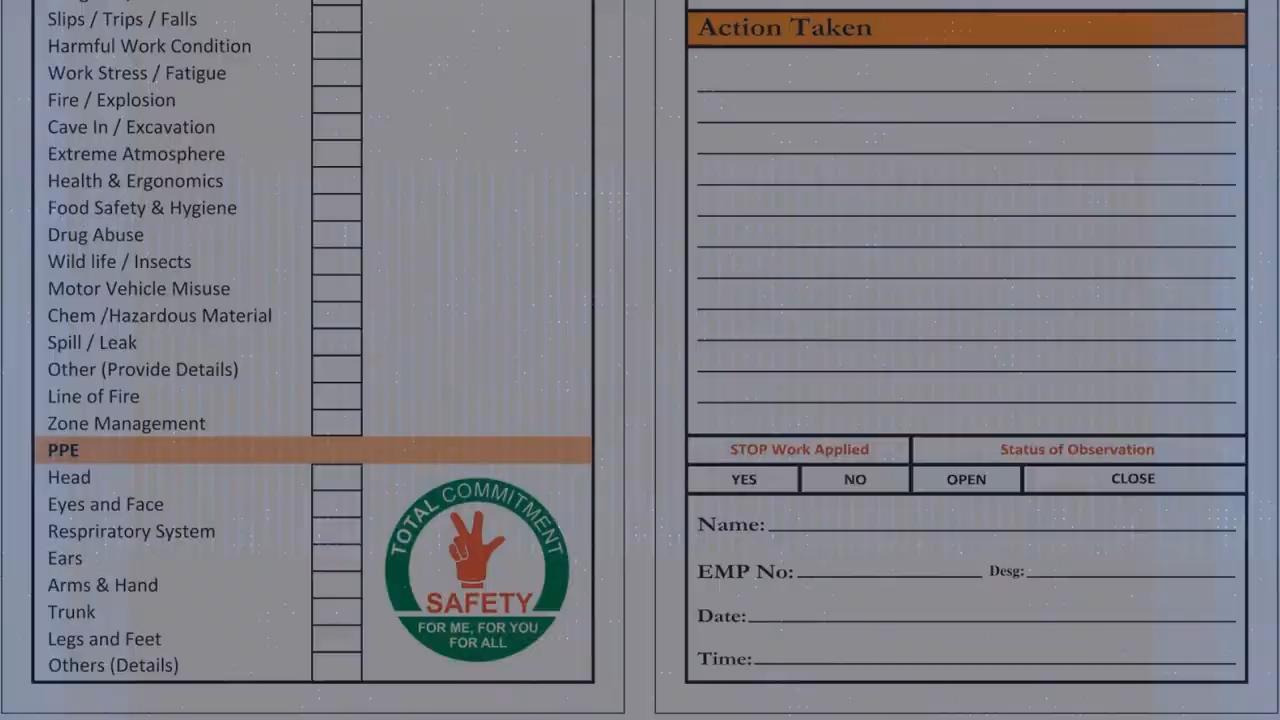 Slips / Trips / Falls
Harmful Work Condition
Work Stress / Fatigue
Fire / Explosion
Cave In / Excavation
Extreme Atmosphere
Health & Ergonomics
Food Safety & Hygiene
Drug Abuse
Wild life / Insects
Motor Vehicle Misuse
Chem /Hazardous Material
Spill / Leak
Other (Provide Details)
Line of Fire
Zone Management
PPE
Head
Eyes and Face
Respriratory System
Ears
Arms & Hand
Trunk
Legs and Feet
Others (Details)
TOTAL COMMITMENT
SAFETY
FOR ME, FOR YOU
FOR ALL
Action Taken
STOP Work Applied Status of Observation
YES NO OPEN CLOSE
Name:
EMP No: Desg:
Date:
Time: